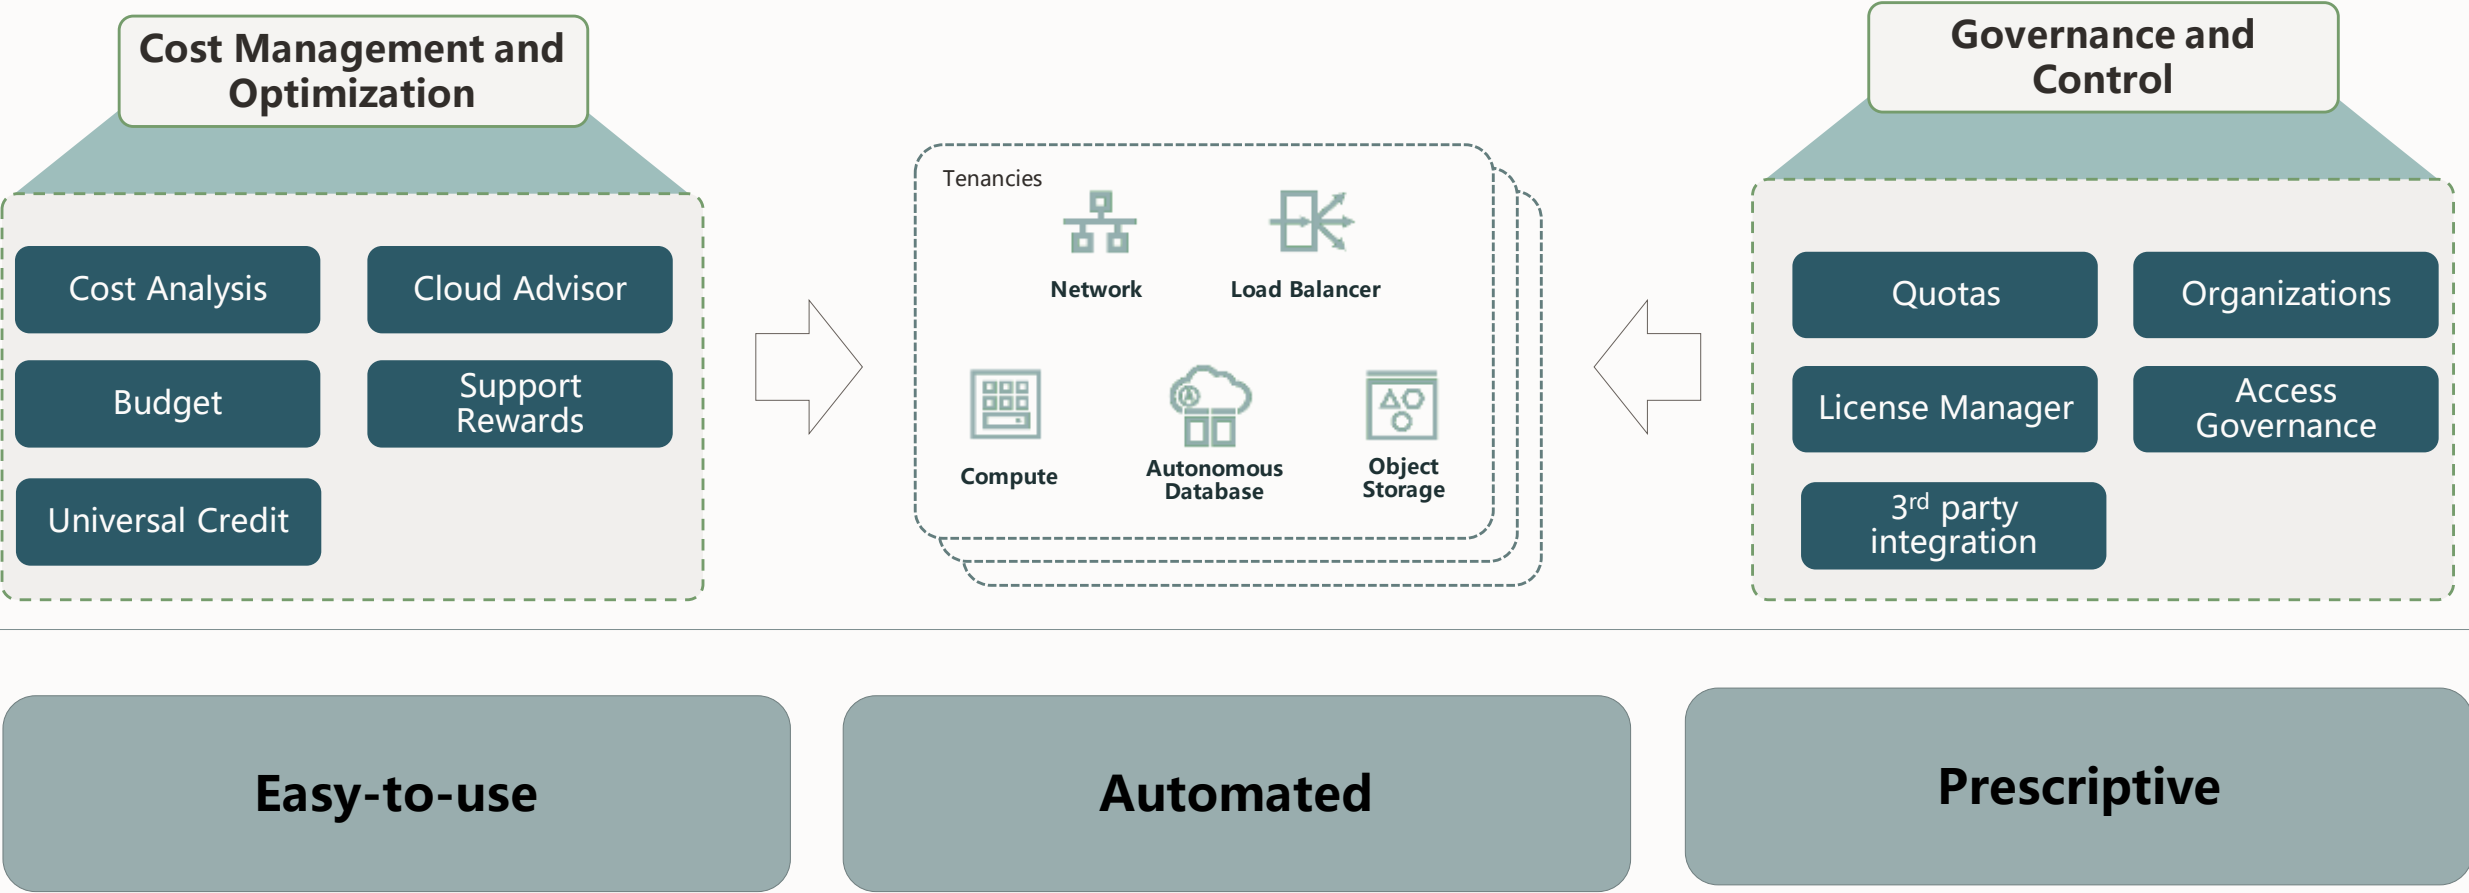 Cost Management and
Optimization
Cost Analysis
Cloud Advisor
Budget
Support
Rewards
Universal Credit
Tenancies
Network
Load Balancer
Compute
Autonomous
Database
Object
Storage
Governance and
Control
Quotas
Organizations
License Manager
Access
Governance
3rd party
integration
Easy-to-use
Automated
Prescriptive